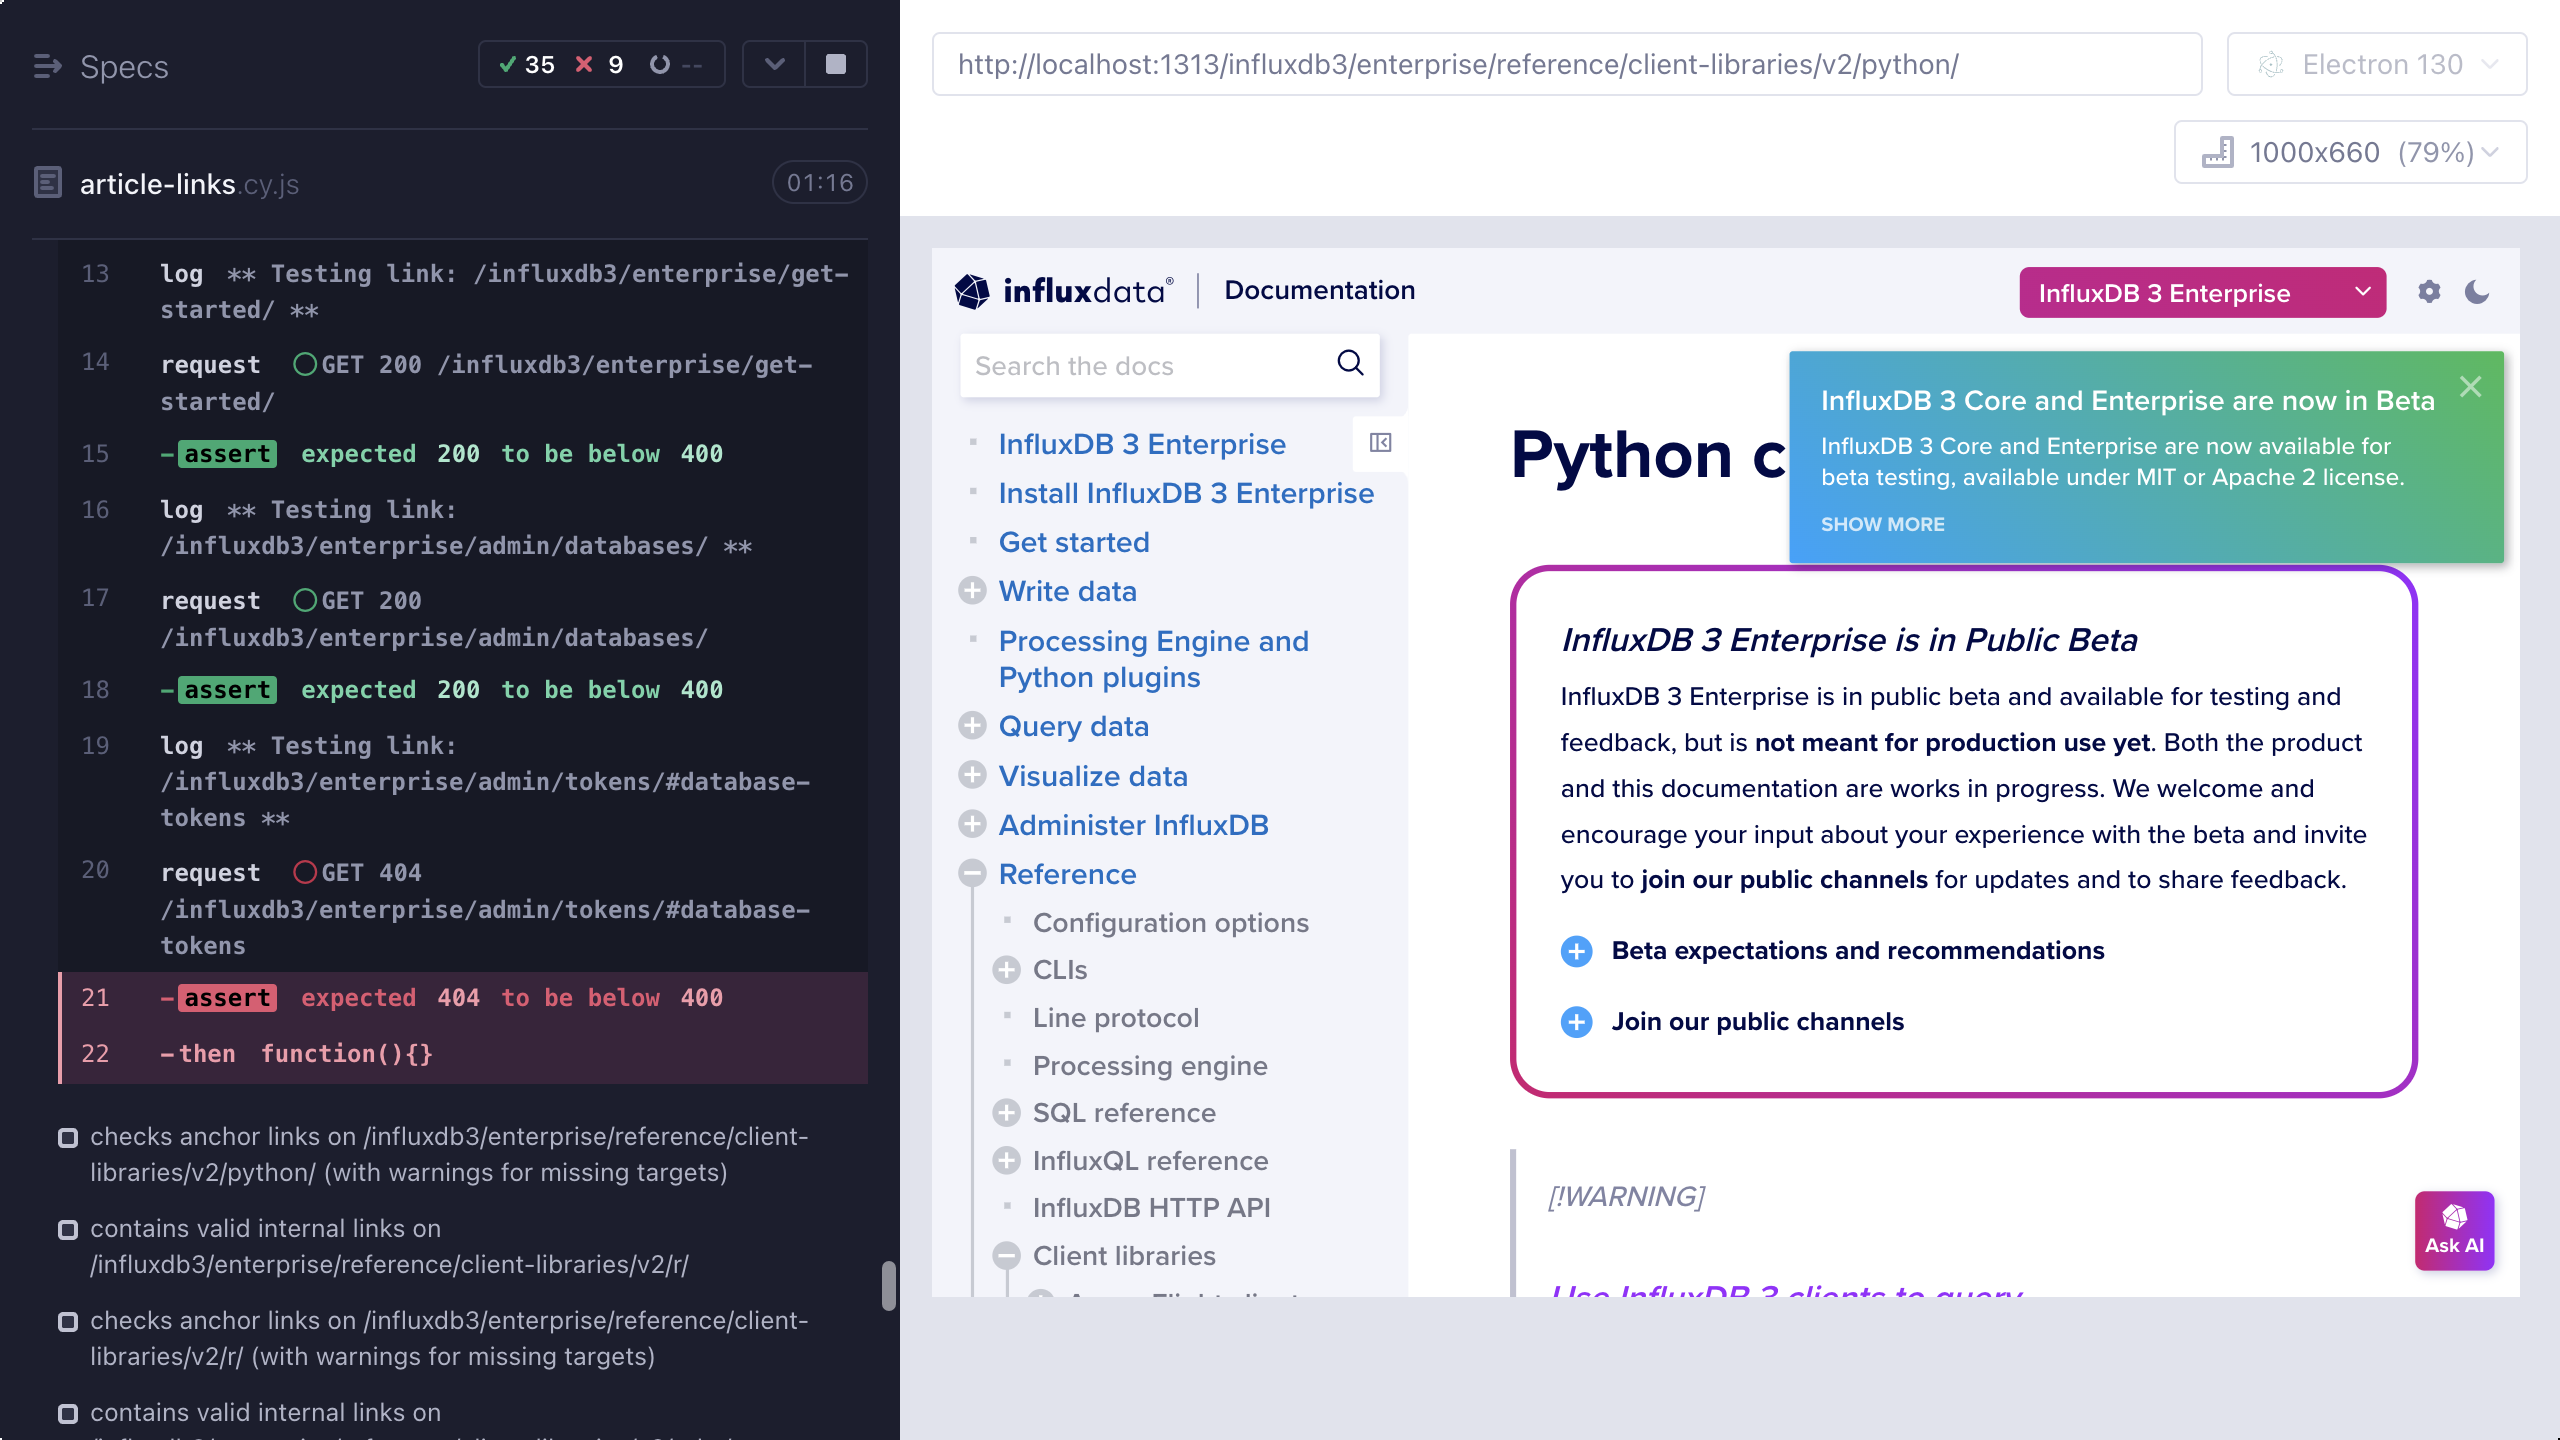 Specs
35 9 --
article-links.cy.js
01:16
13 log ** Testing link: /influxdb3/enterprise/get-
started/ **
14 request GET 200 /influxdb3/enterprise/get-
started/
15 -assert expected 200 to be below 400
16 log ** Testing link:
/influxdb3/enterprise/admin/databases/ **
17 request GET 200
/influxdb3/enterprise/admin/databases/
18 -assert expected 200 to be below 400
19 log ** Testing link:
/influxdb3/enterprise/admin/tokens/#database-
tokens **
20 request GET 404
/influxdb3/enterprise/admin/tokens/#database-
tokens
21 -assert expected 404 to be below 400
22 -then function(){}
checks anchor links on /influxdb3/enterprise/reference/client-
libraries/v2/python/ (with warnings for missing targets)
contains valid internal links on
/influxdb3/enterprise/reference/client-libraries/v2/r/
checks anchor links on /influxdb3/enterprise/reference/client-
libraries/v2/r/ (with warnings for missing targets)
contains valid internal links on
http://localhost:1313/influxdb3/enterprise/reference/client-libraries/v2/python/
Electron 130
1000x660 (79%)
influxdata® Documentation
InfluxDB 3 Enterprise
Search the docs
InfluxDB 3 Enterprise
Install InfluxDB 3 Enterprise
Get started
Write data
Processing Engine and
Python plugins
Query data
Visualize data
Administer InfluxDB
Reference
Configuration options
CLIs
Line protocol
Processing engine
SQL reference
InfluxQL reference
InfluxDB HTTP API
Client libraries
Python c
InfluxDB 3 Core and Enterprise are now in Beta
InfluxDB 3 Core and Enterprise are now available for
beta testing, available under MIT or Apache 2 license.
SHOW MORE
InfluxDB 3 Enterprise is in Public Beta
InfluxDB 3 Enterprise is in public beta and available for testing and
feedback, but is not meant for production use yet. Both the product
and this documentation are works in progress. We welcome and
encourage your input about your experience with the beta and invite
you to join our public channels for updates and to share feedback.
Beta expectations and recommendations
Join our public channels
[!WARNING]
Use InfluxDB 3 clients to query
Ask AI